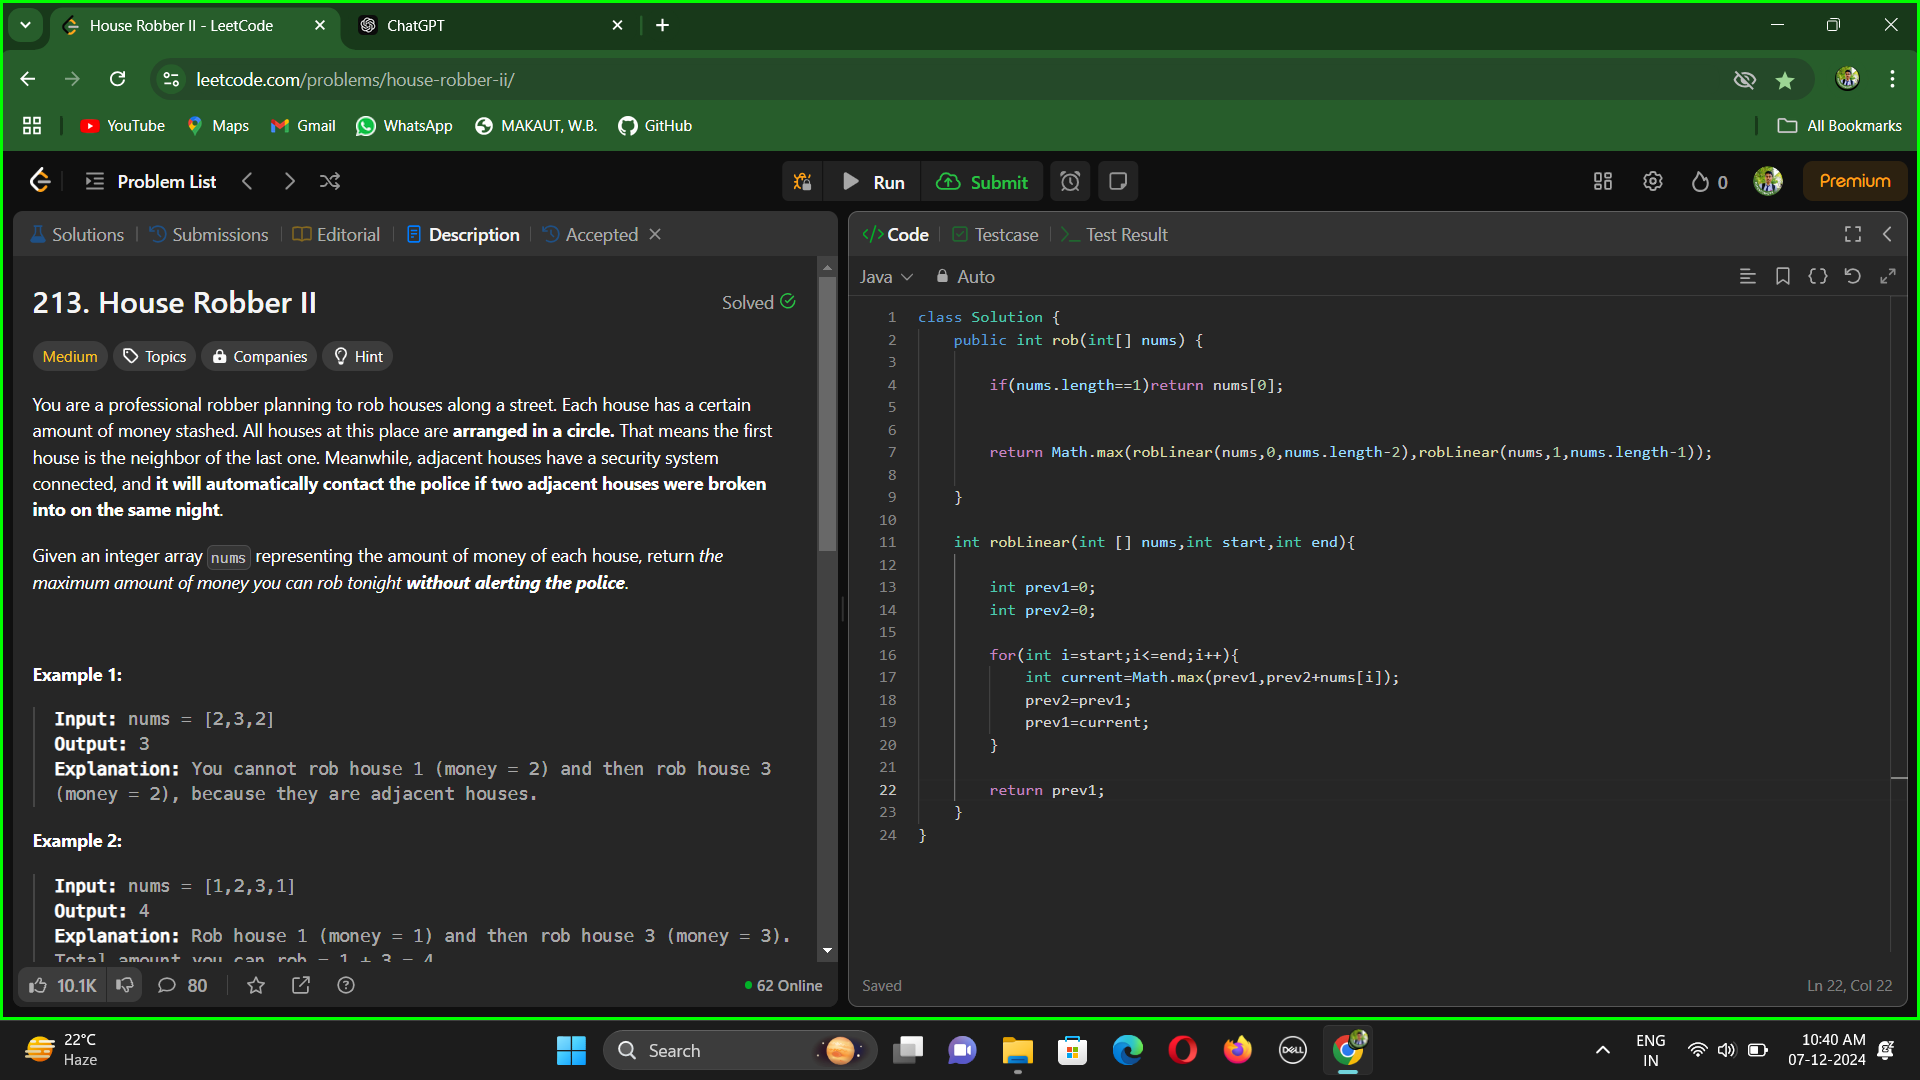 House Robber II - LeetCode
ChatGPT
leetcode.com/problems/house-robber-ii/
YouTube
Maps
Gmail
WhatsApp
MAKAUT, W.B.
GitHub
All Bookmarks
Problem List
Run
Submit
0
Premium
Solutions
Submissions
Editorial
Description
Accepted
213. House Robber II
Solved
Medium
Topics
Companies
Hint
You are a professional robber planning to rob houses along a street. Each house has a certain
amount of money stashed. All houses at this place are arranged in a circle. That means the first
house is the neighbor of the last one. Meanwhile, adjacent houses have a security system
connected, and it will automatically contact the police if two adjacent houses were broken
into on the same night.
Given an integer array nums representing the amount of money of each house, return the
maximum amount of money you can rob tonight without alerting the police.
Example 1:
Input: nums = [2,3,2]
Output: 3
Explanation: You cannot rob house 1 (money = 2) and then rob house 3
(money = 2), because they are adjacent houses.
Example 2:
Input: nums = [1,2,3,1]
Output: 4
Explanation: Rob house 1 (money = 1) and then rob house 3 (money = 3).
Total amount you can rob = 1 + 3 = 4
10.1K
80
62 Online
Code
Testcase
Test Result
Java
Auto
1 class Solution {
2 public int rob(int[] nums) {
3
4 if(nums.length==1)return nums[0];
5
6
7 return Math.max(robLinear(nums,0,nums.length-2),robLinear(nums,1,nums.length-1));
8
9 }
10
11 int robLinear(int [] nums,int start,int end){
12
13 int prev1=0;
14 int prev2=0;
15
16 for(int i=start;i<=end;i++){
17 int current=Math.max(prev1,prev2+nums[i]);
18 prev2=prev1;
19 prev1=current;
20 }
21
22 return prev1;
23 }
24 }
Saved
Ln 22, Col 22
22°C
Haze
Search
DELL
ENG
IN
10:40 AM
07-12-2024